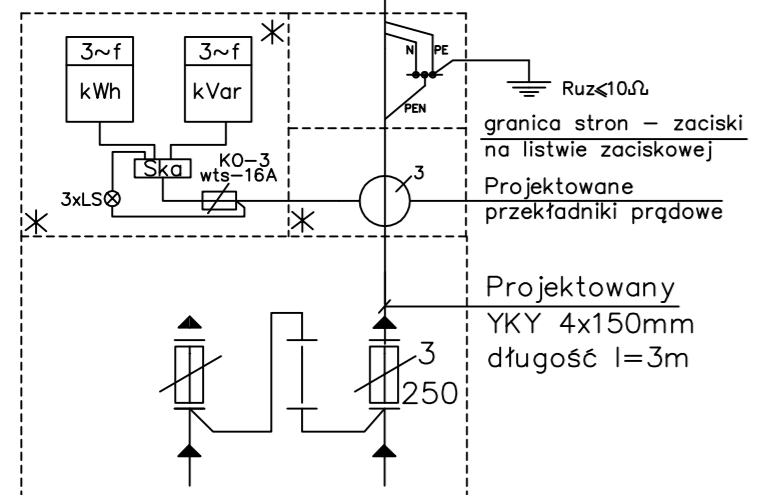 3~f
kWh
3~f
kVar
Ska
KO-3
wts-16A
3xLS
N
PE
PEN
Ruz⩽10Ω
granica stron - zaciski
na listwie zaciskowej
3
Projektowane
przekładniki prądowe
Projektowany
YKY 4x150mm
długość l=3m
3
250